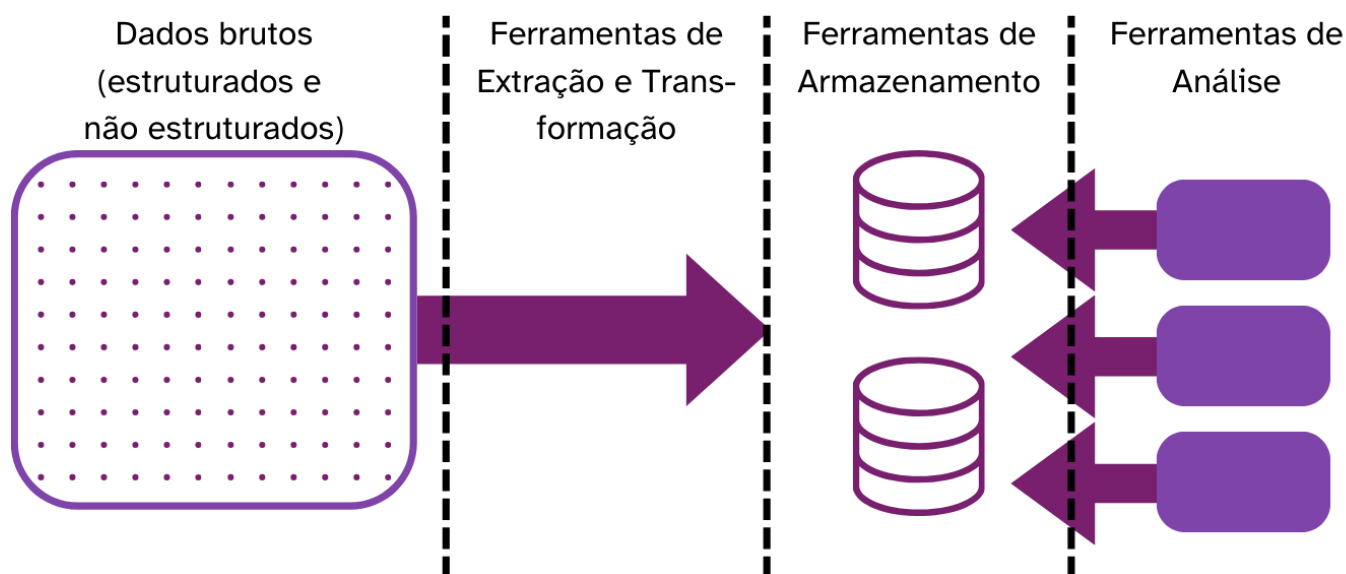 Dados brutos
(estruturados e
não estruturados)
Ferramentas de
Extração e Trans-
formação
Ferramentas de
Armazenamento
Ferramentas de
Análise